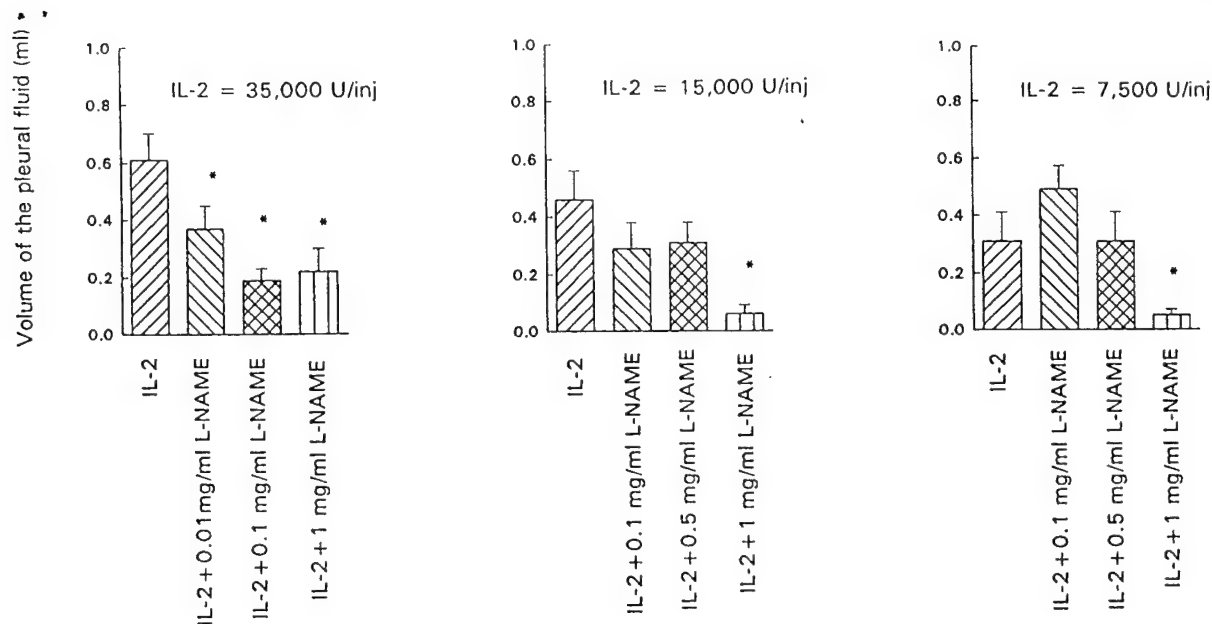 Volume of the pleural fluid (ml)
IL-2 = 35,000 U/inj
1.0
0.8
0.6
0.4
0.2
0.0
*
*
*
IL-2
IL-2+0.01mg/ml L-NAME
IL-2+0.1 mg/ml L-NAME
IL-2+1 mg/ml L-NAME
IL-2 = 15,000 U/inj
1.0
0.8
0.6
0.4
0.2
0.0
*
IL-2
IL-2+0.1 mg/ml L-NAME
IL-2+0.5 mg/ml L-NAME
IL-2+1 mg/ml L-NAME
IL-2 = 7,500 U/inj
1.0
0.8
0.6
0.4
0.2
0.0
*
IL-2
IL-2+0.1 mg/ml L-NAME
IL-2+0.5 mg/ml L-NAME
IL-2+1 mg/ml L-NAME